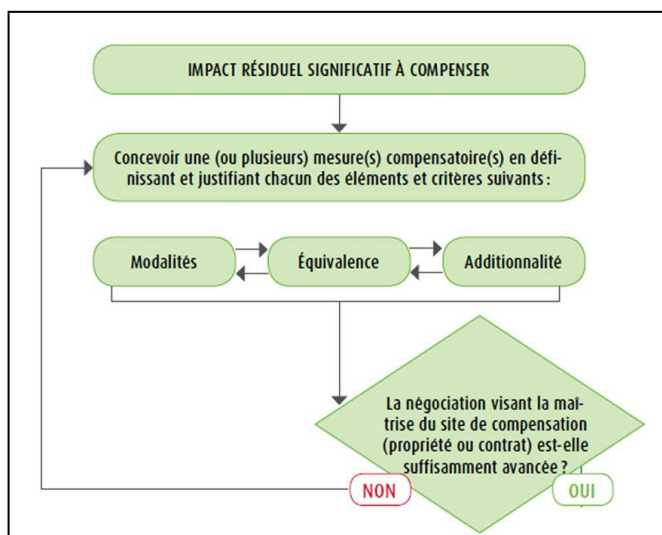 IMPACT RÉSIDUEL SIGNIFICATIF À COMPENSER
Concevoir une (ou plusieurs) mesure(s) compensatoire(s) en défi-
nissant et justifiant chacun des éléments et critères suivants :
Modalités
Équivalence
Additionnalité
La négociation visant la maî-
trise du site de compensation
(propriété ou contrat) est-elle
suffisamment avancée ?
NON
OUI